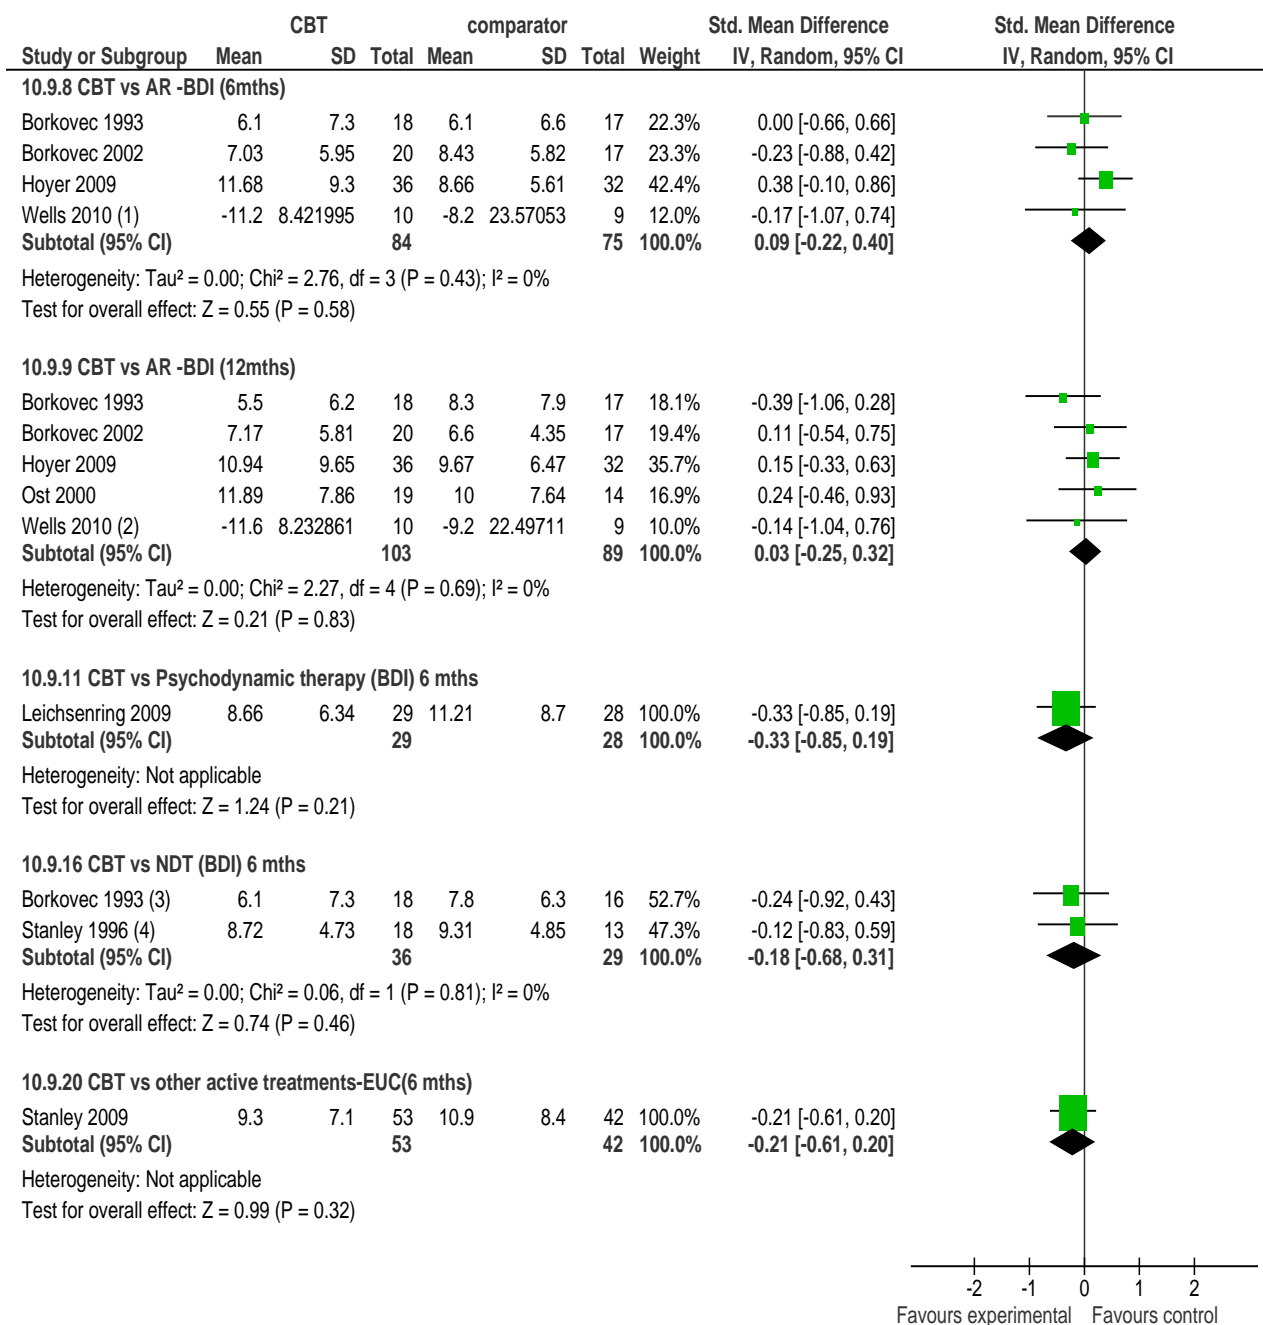 CBT comparator Std. Mean Difference Std. Mean Difference
Study or Subgroup Mean SD Total Mean SD Total Weight IV, Random, 95% CI IV, Random, 95% CI
10.9.8 CBT vs AR -BDI (6mths)
Borkovec 1993 6.1 7.3 18 6.1 6.6 17 22.3% 0.00 [-0.66, 0.66]
Borkovec 2002 7.03 5.95 20 8.43 5.82 17 23.3% -0.23 [-0.88, 0.42]
Hoyer 2009 11.68 9.3 36 8.66 5.61 32 42.4% 0.38 [-0.10, 0.86]
Wells 2010 (1) -11.2 8.421995 10 -8.2 23.57053 9 12.0% -0.17 [-1.07, 0.74]
Subtotal (95% CI) 84 75 100.0% 0.09 [-0.22, 0.40]
Heterogeneity: Tau² = 0.00; Chi² = 2.76, df = 3 (P = 0.43); I² = 0%
Test for overall effect: Z = 0.55 (P = 0.58)
10.9.9 CBT vs AR -BDI (12mths)
Borkovec 1993 5.5 6.2 18 8.3 7.9 17 18.1% -0.39 [-1.06, 0.28]
Borkovec 2002 7.17 5.81 20 6.6 4.35 17 19.4% 0.11 [-0.54, 0.75]
Hoyer 2009 10.94 9.65 36 9.67 6.47 32 35.7% 0.15 [-0.33, 0.63]
Ost 2000 11.89 7.86 19 10 7.64 14 16.9% 0.24 [-0.46, 0.93]
Wells 2010 (2) -11.6 8.232861 10 -9.2 22.49711 9 10.0% -0.14 [-1.04, 0.76]
Subtotal (95% CI) 103 89 100.0% 0.03 [-0.25, 0.32]
Heterogeneity: Tau² = 0.00; Chi² = 2.27, df = 4 (P = 0.69); I² = 0%
Test for overall effect: Z = 0.21 (P = 0.83)
10.9.11 CBT vs Psychodynamic therapy (BDI) 6 mths
Leichsenring 2009 8.66 6.34 29 11.21 8.7 28 100.0% -0.33 [-0.85, 0.19]
Subtotal (95% CI) 29 28 100.0% -0.33 [-0.85, 0.19]
Heterogeneity: Not applicable
Test for overall effect: Z = 1.24 (P = 0.21)
10.9.16 CBT vs NDT (BDI) 6 mths
Borkovec 1993 (3) 6.1 7.3 18 7.8 6.3 16 52.7% -0.24 [-0.92, 0.43]
Stanley 1996 (4) 8.72 4.73 18 9.31 4.85 13 47.3% -0.12 [-0.83, 0.59]
Subtotal (95% CI) 36 29 100.0% -0.18 [-0.68, 0.31]
Heterogeneity: Tau² = 0.00; Chi² = 0.06, df = 1 (P = 0.81); I² = 0%
Test for overall effect: Z = 0.74 (P = 0.46)
10.9.20 CBT vs other active treatments-EUC(6 mths)
Stanley 2009 9.3 7.1 53 10.9 8.4 42 100.0% -0.21 [-0.61, 0.20]
Subtotal (95% CI) 53 42 100.0% -0.21 [-0.61, 0.20]
Heterogeneity: Not applicable
Test for overall effect: Z = 0.99 (P = 0.32)
-2 -1 0 1 2
Favours experimental Favours control